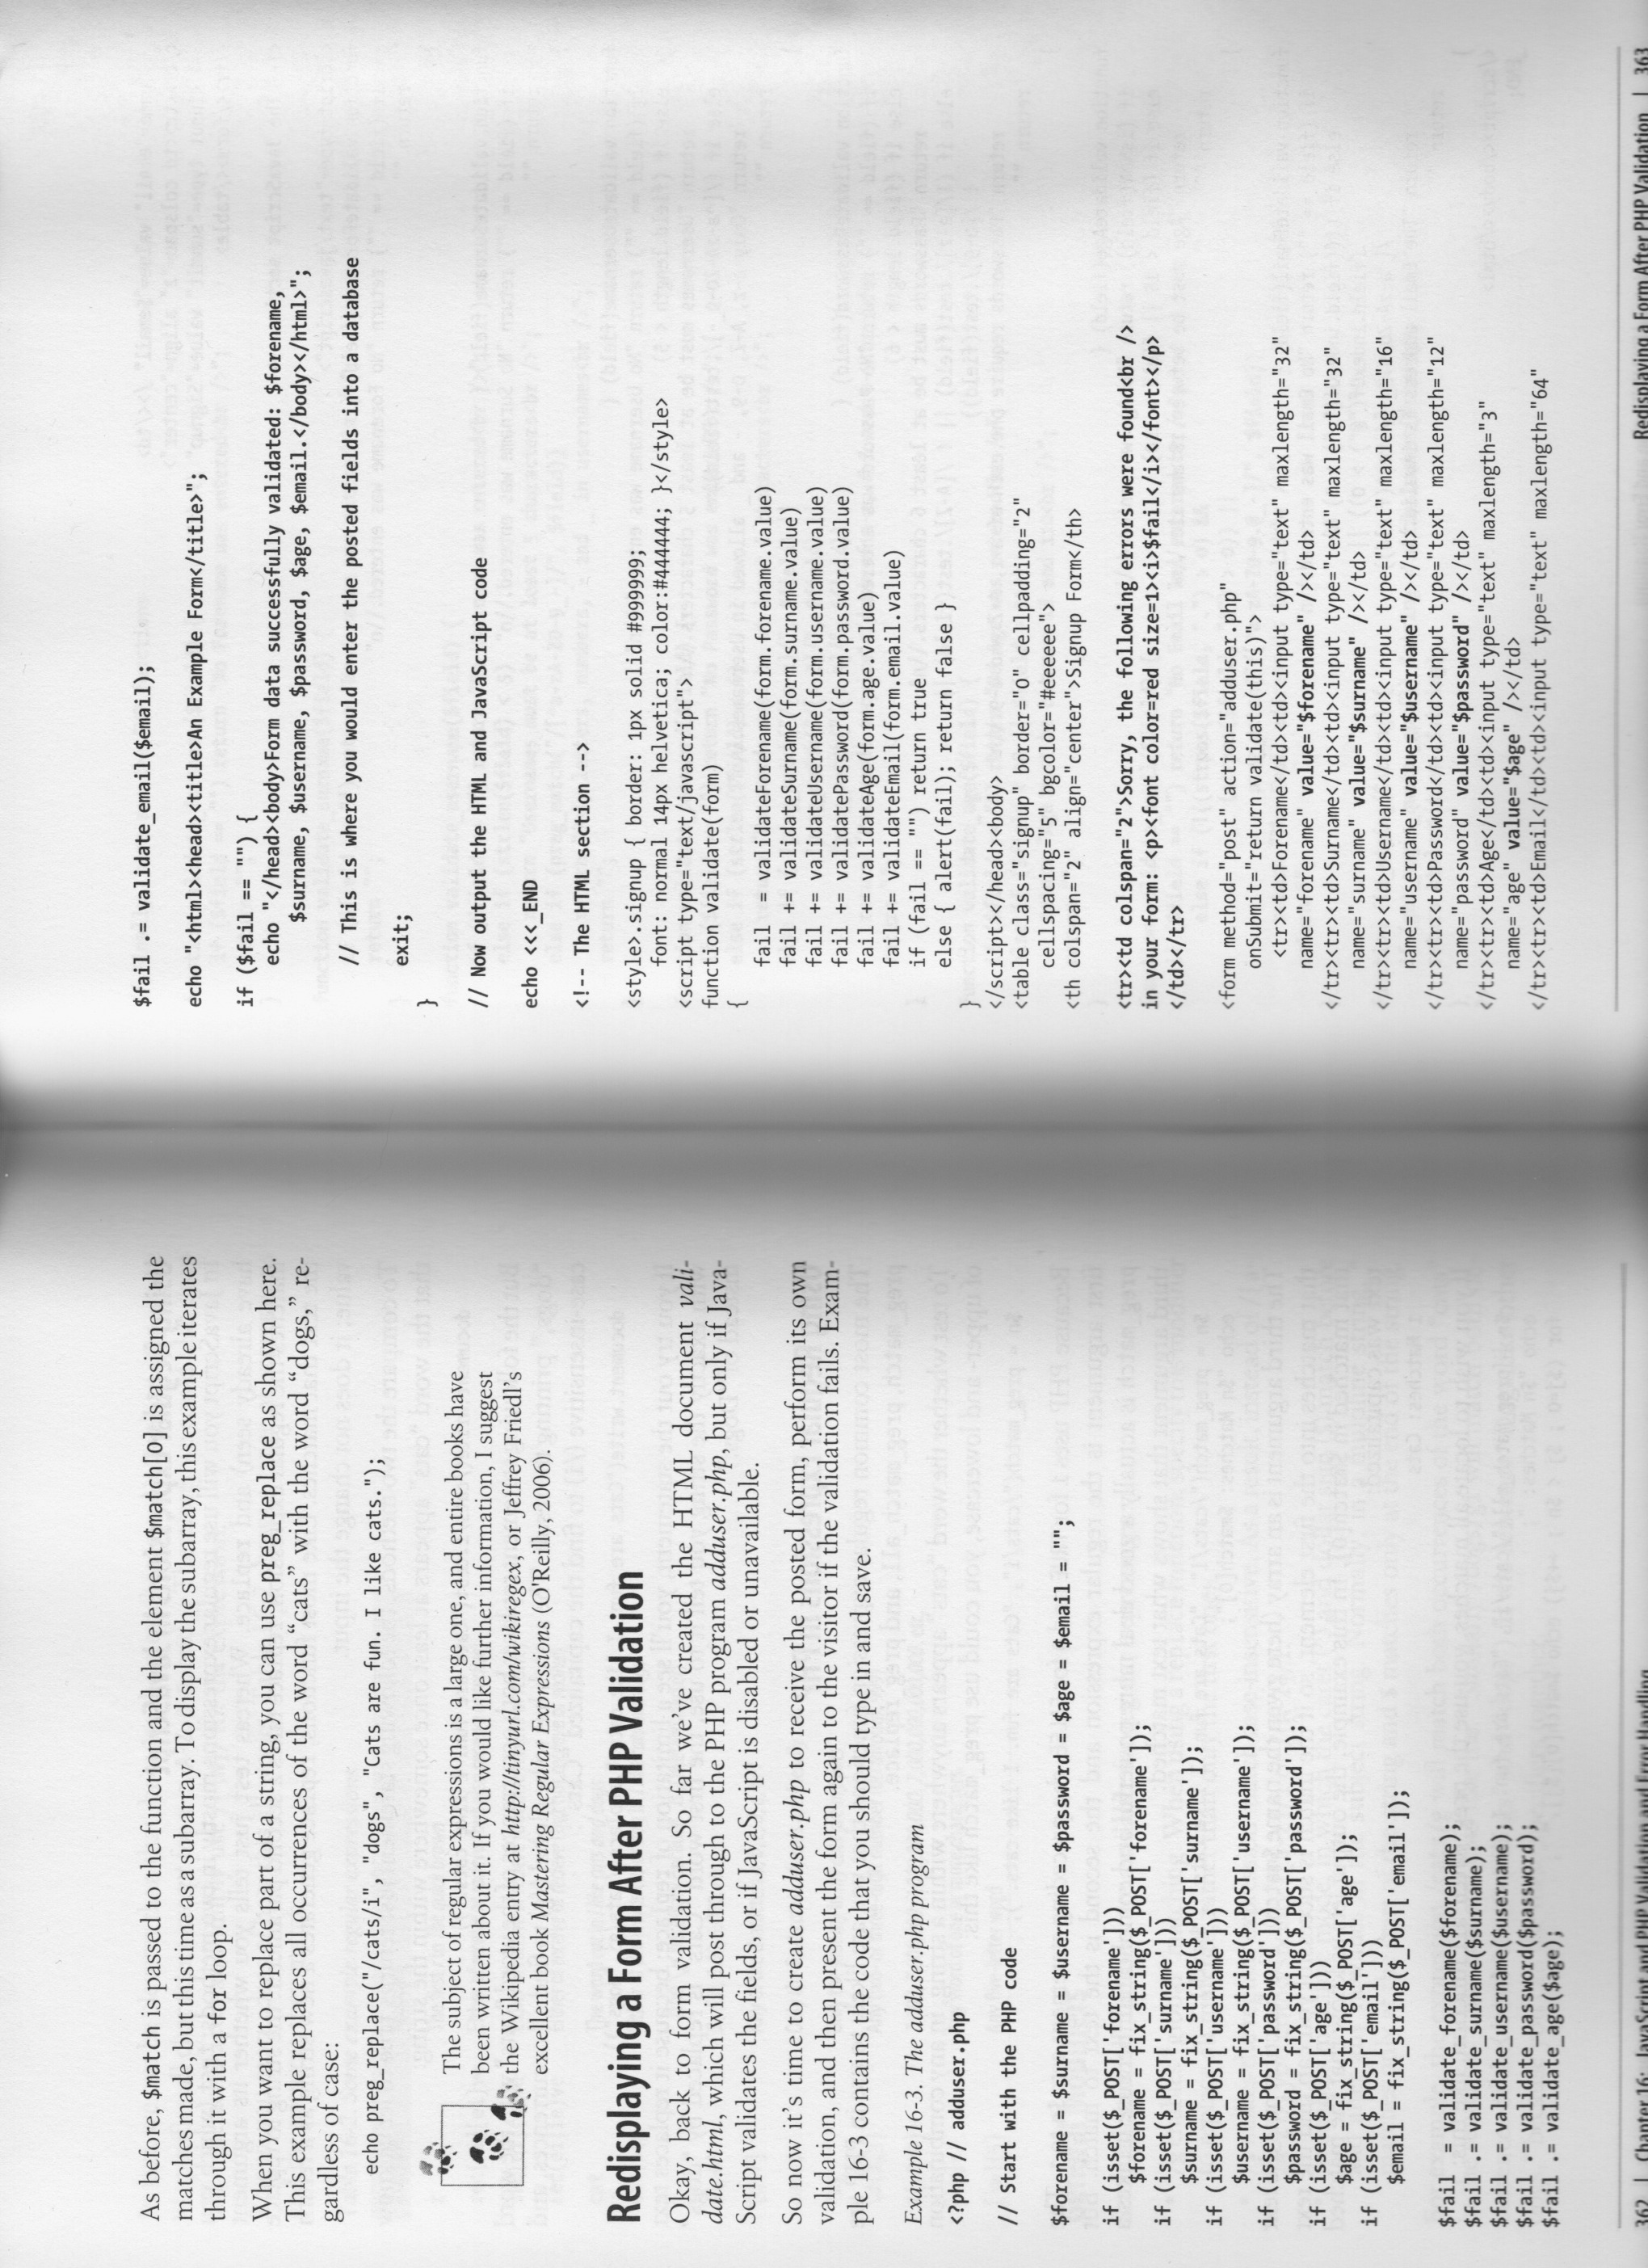 As before, $match is passed to the function and the element $match[0] is assigned the
matches made, but this time as a subarray. To display the subarray, this example iterates
through it with a for loop.
When you want to replace part of a string, you can use preg_replace as shown here.
This example replaces all occurrences of the word “cats” with the word “dogs,” re-
gardless of case:
echo preg_replace("/cats/i", "dogs", "Cats are fun. I like cats.");
The subject of regular expressions is a large one, and entire books have
been written about it. If you would like further information, I suggest
the Wikipedia entry at http://tinyurl.com/wikiregex, or Jeffrey Friedl’s
excellent book Mastering Regular Expressions (O’Reilly, 2006).
Redisplaying a Form After PHP Validation
Okay, back to form validation. So far we’ve created the HTML document vali-
date.html, which will post through to the PHP program adduser.php, but only if Java-
Script validates the fields, or if JavaScript is disabled or unavailable.
So now it’s time to create adduser.php to receive the posted form, perform its own
validation, and then present the form again to the visitor if the validation fails. Exam-
ple 16-3 contains the code that you should type in and save.
Example 16-3. The adduser.php program
<?php // adduser.php
// Start with the PHP code
$forename = $surname = $username = $password = $age = $email = "";
if (isset($_POST['forename']))
$forename = fix_string($_POST['forename']);
if (isset($_POST['surname']))
$surname = fix_string($_POST['surname']);
if (isset($_POST['username']))
$username = fix_string($_POST['username']);
if (isset($_POST['password']))
$password = fix_string($_POST['password']);
if (isset($_POST['age']))
$age = fix_string($_POST['age']);
if (isset($_POST['email']))
$email = fix_string($_POST['email']);
$fail  = validate_forename($forename);
$fail .= validate_surname($surname);
$fail .= validate_username($username);
$fail .= validate_password($password);
$fail .= validate_age($age);
362 | Chapter 16: JavaScript and PHP Validation and Error Handling
$fail .= validate_email($email);
echo "<html><head><title>An Example Form</title>";
if ($fail == "") {
echo "</head><body>Form data successfully validated: $forename,
$surname, $username, $password, $age, $email.</body></html>";
// This is where you would enter the posted fields into a database
exit;
}
// Now output the HTML and JavaScript code
echo <<<_END
<!-- The HTML section -->
<style>.signup { border: 1px solid #999999;
font: normal 14px helvetica; color:#444444; }</style>
<script type="text/javascript">
function validate(form)
{
fail  = validateForename(form.forename.value)
fail += validateSurname(form.surname.value)
fail += validateUsername(form.username.value)
fail += validatePassword(form.password.value)
fail += validateAge(form.age.value)
fail += validateEmail(form.email.value)
if (fail == "") return true
else { alert(fail); return false }
}
</script></head><body>
<table class="signup" border="0" cellpadding="2"
cellspacing="5" bgcolor="#eeeeee">
<th colspan="2" align="center">Signup Form</th>
<tr><td colspan="2">Sorry, the following errors were found<br />
in your form: <p><font color=red size=1><i>$fail</i></font></p>
</td></tr>
<form method="post" action="adduser.php"
onSubmit="return validate(this)">
<tr><td>Forename</td><td><input type="text" maxlength="32"
name="forename" value="$forename" /></td>
</tr><tr><td>Surname</td><td><input type="text" maxlength="32"
name="surname" value="$surname" /></td>
</tr><tr><td>Username</td><td><input type="text" maxlength="16"
name="username" value="$username" /></td>
</tr><tr><td>Password</td><td><input type="text" maxlength="12"
name="password" value="$password" /></td>
</tr><tr><td>Age</td><td><input type="text" maxlength="3"
name="age" value="$age" /></td>
</tr><tr><td>Email</td><td><input type="text" maxlength="64"
Redisplaying a Form After PHP Validation | 363